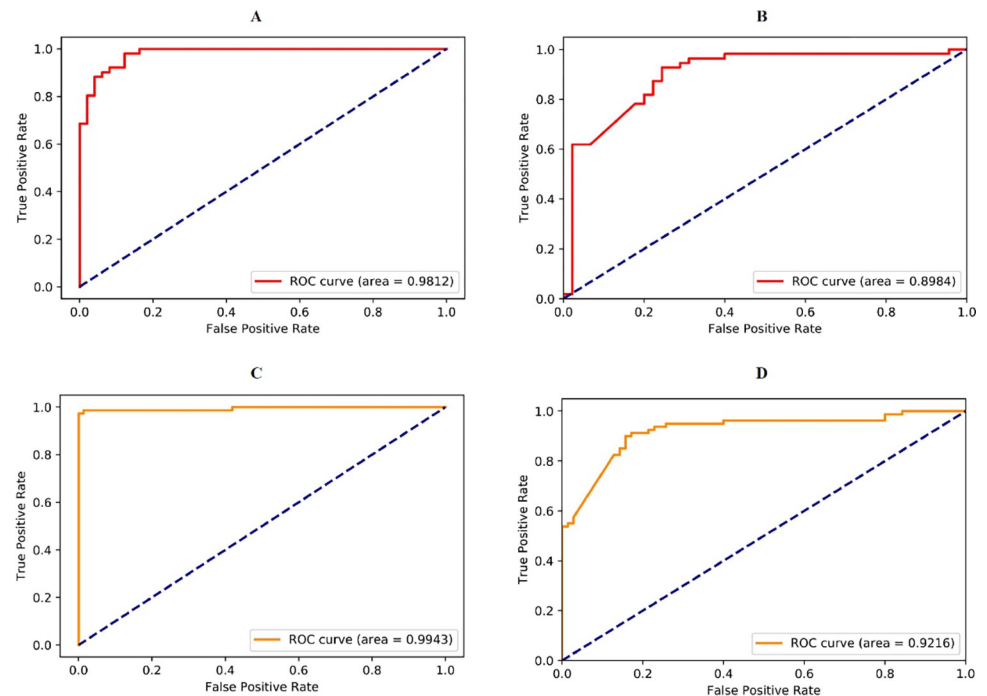 A
1.0
0.8
0.6
0.4
0.2
0.0
True Positive Rate
0.0 0.2 0.4 0.6 0.8 1.0
False Positive Rate
ROC curve (area = 0.9812)
B
1.0
0.8
0.6
0.4
0.2
0.0
True Positive Rate
0.0 0.2 0.4 0.6 0.8 1.0
False Positive Rate
ROC curve (area = 0.8984)
C
1.0
0.8
0.6
0.4
0.2
0.0
True Positive Rate
0.0 0.2 0.4 0.6 0.8 1.0
False Positive Rate
ROC curve (area = 0.9943)
D
1.0
0.8
0.6
0.4
0.2
0.0
True Positive Rate
0.0 0.2 0.4 0.6 0.8 1.0
False Positive Rate
ROC curve (area = 0.9216)